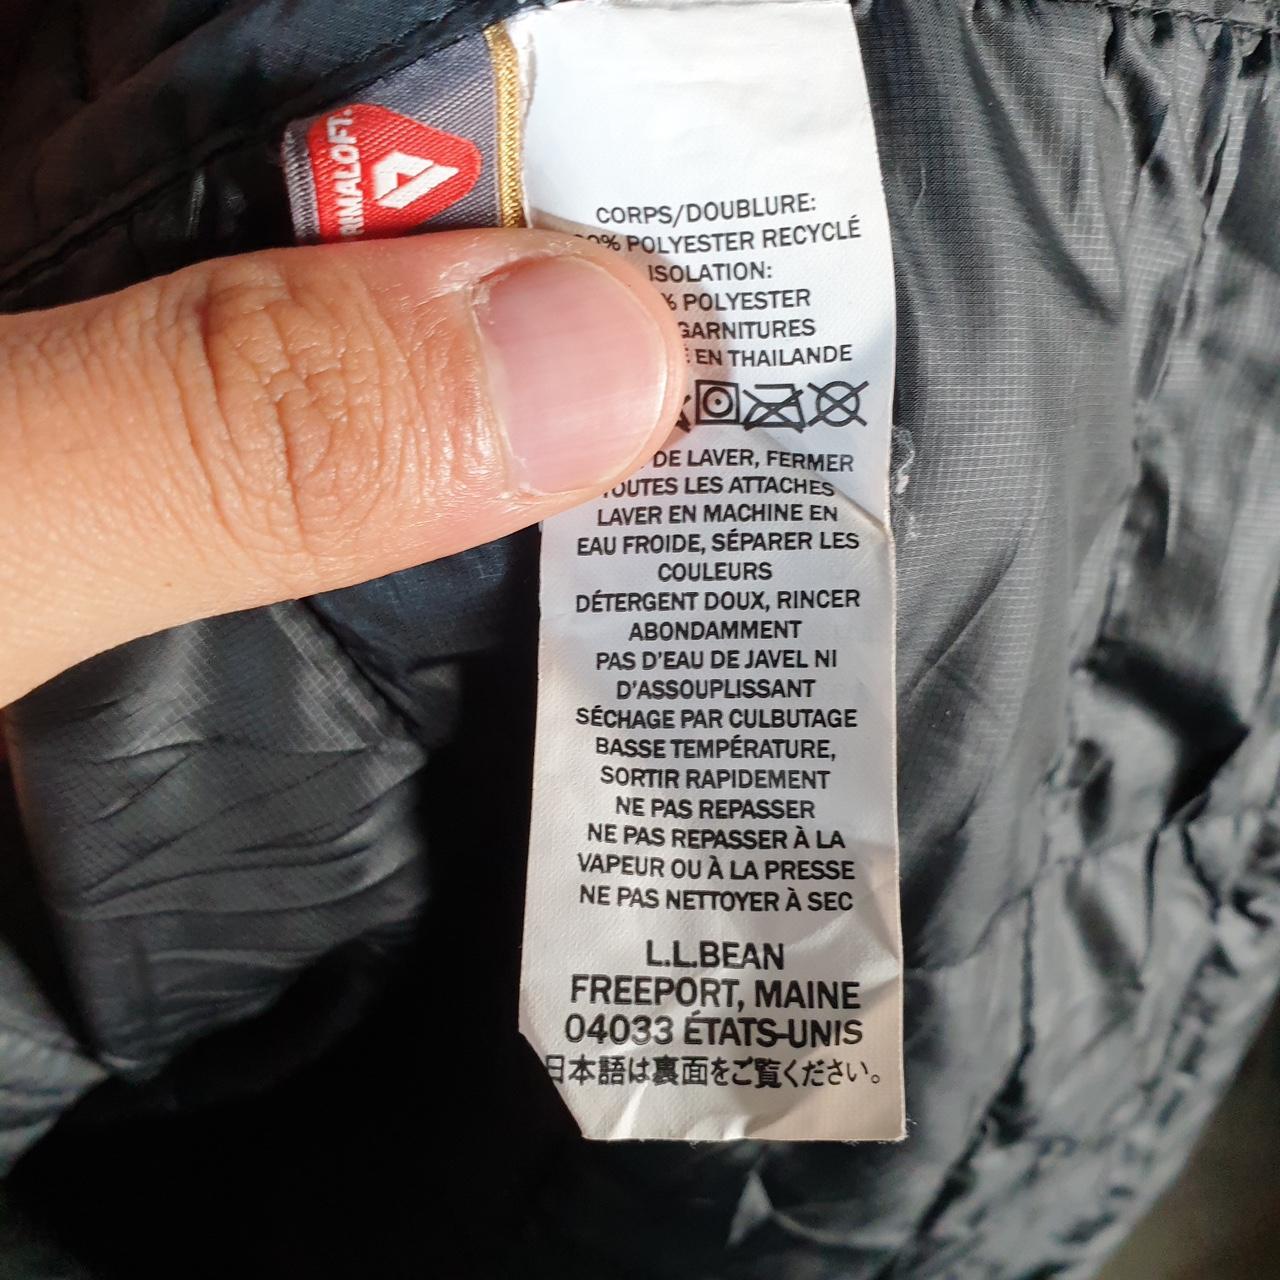 CORPS/DOUBLURE:
% POLYESTER RECYCLÉ
ISOLATION:
% POLYESTER
GARNITURES
EN THAILANDE
DE LAVER, FERMER
TOUTES LES ATTACHES
LAVER EN MACHINE EN
EAU FROIDE, SÉPARER LES
COULEURS
DÉTERGENT DOUX, RINCER
ABONDAMMENT
PAS D'EAU DE JAVEL NI
D'ASSOUPLISSANT
SÉCHAGE PAR CULBUTAGE
BASSE TEMPÉRATURE,
SORTIR RAPIDEMENT
NE PAS REPASSER
NE PAS REPASSER À LA
VAPEUR OU À LA PRESSE
NE PAS NETTOYER À SEC
L.L.BEAN
FREEPORT, MAINE
04033 ÉTATS-UNIS
日本語は裏面をご覧ください。